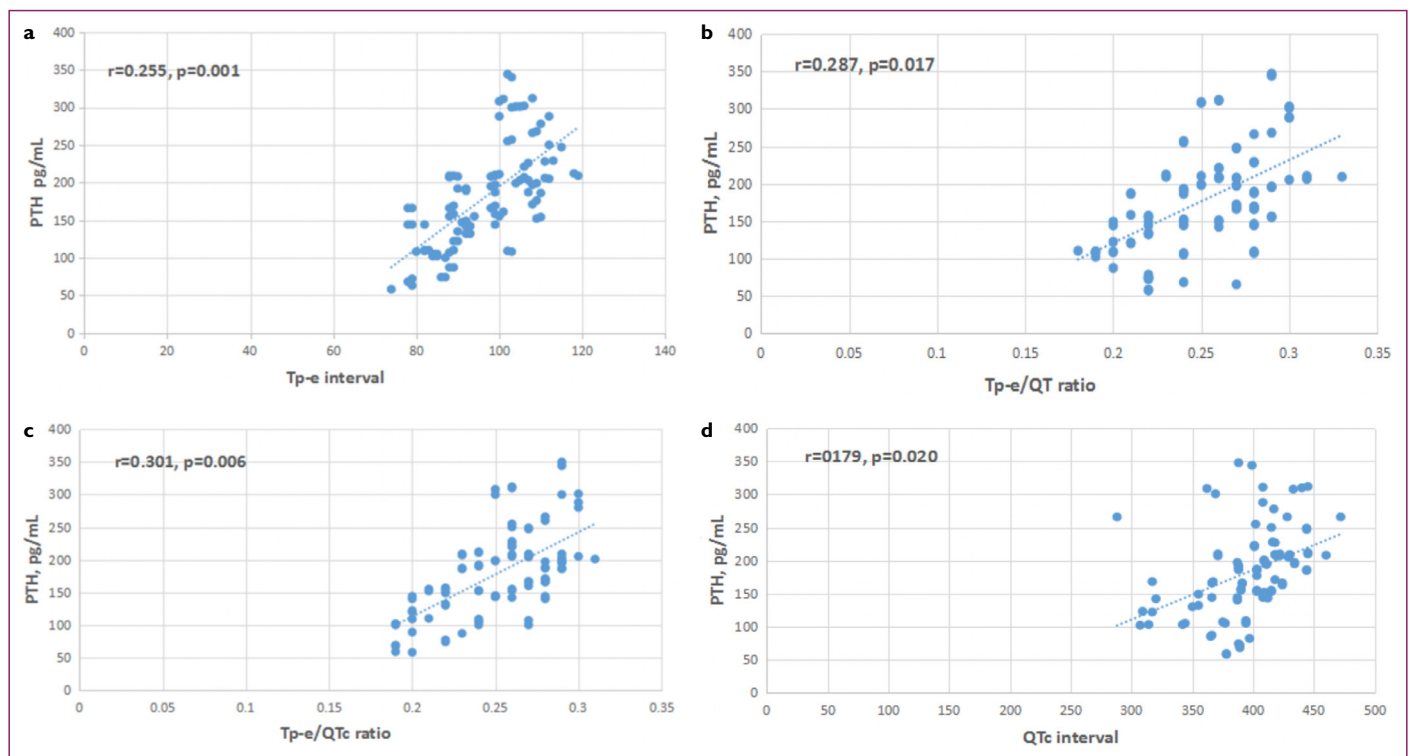 a
r=0.255, p=0.001
PTH pg/mL
400
350
300
250
200
150
100
50
0
0 20 40 60 80 100 120 140
Tp-e interval
b
r=0.287, p=0.017
PTH, pg/mL
400
350
300
250
200
150
100
50
0
0 0.05 0.1 0.15 0.2 0.25 0.3 0.35
Tp-e/QT ratio
c
r=0.301, p=0.006
PTH, pg/mL
400
350
300
250
200
150
100
50
0
0 0.05 0.1 0.15 0.2 0.25 0.3 0.35
Tp-e/QTc ratio
d
r=0179, p=0.020
PTH, pg/mL
400
350
300
250
200
150
100
50
0
0 50 100 150 200 250 300 350 400 450 500
QTc interval